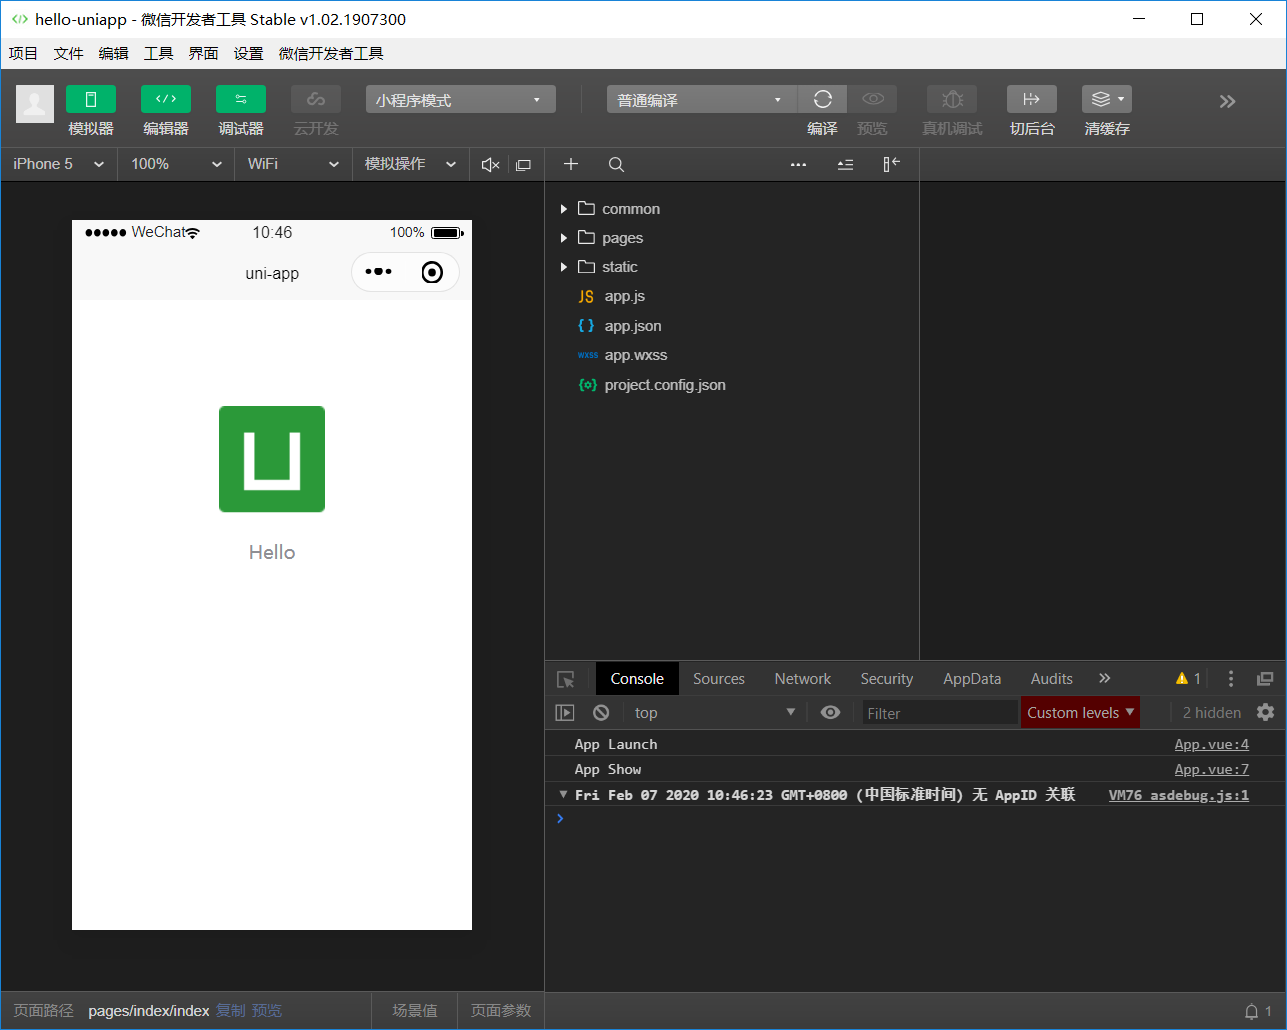 hello-uniapp - 微信开发者工具 Stable v1.02.1907300
项目 文件 编辑 工具 界面 设置 微信开发者工具
模拟器 编辑器 调试器 云开发 小程序模式 普通编译 编译 预览 真机调试 切后台 清缓存
iPhone 5 100% WiFi 模拟操作
WeChat 10:46 100%
uni-app
Hello
common
pages
static
JS app.js
{ } app.json
WXSS app.wxss
project.config.json
Console Sources Network Security AppData Audits 1
top Filter Custom levels 2 hidden
App Launch App.vue:4
App Show App.vue:7
Fri Feb 07 2020 10:46:23 GMT+0800 (中国标准时间) 无 AppID 关联 VM76 asdebug.js:1
页面路径 pages/index/index 复制 预览 场景值 页面参数 1